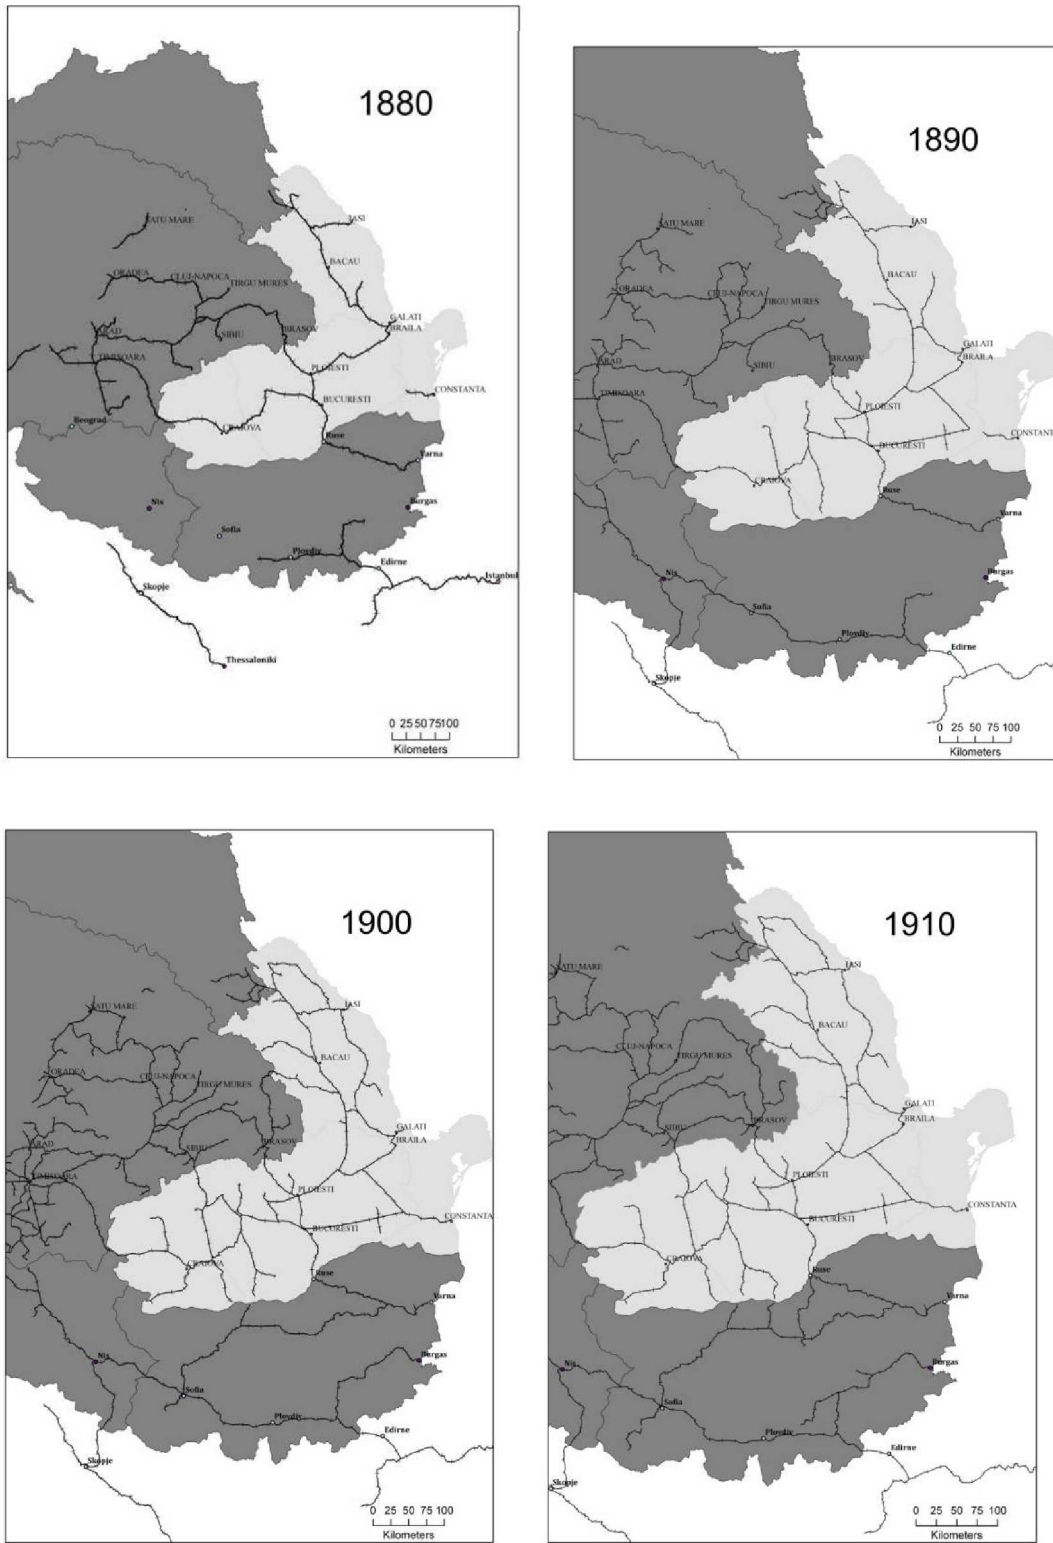 1880
SATU MARE
IASI
BACAU
ORADEA
CLUJ-NAPOCA
TIRGU MURES
GALATI
BRAILA
ARAD
SIBIU
BRASOV
TIMISOARA
PLOIESTI
CONSTANTA
BUCURESTI
Beograd
CRAIOVA
Ruse
Varna
Nis
Burgas
Sofia
Plovdiv
Edirne
Istanbul
Skopje
Thessaloniki
0 25 50 75 100
Kilometers
1890
SATU MARE
IASI
BACAU
ORADEA
CLUJ-NAPOCA
TIRGU MURES
GALATI
BRAILA
ARAD
BRASOV
SIBIU
TIMISOARA
PLOIESTI
CONSTANT
BUCURESTI
CRAIOVA
Ruse
Varna
Nis
Burgas
Sofia
Plovdiv
Edirne
Skopje
0 25 50 75 100
Kilometers
1900
SATU MARE
IASI
BACAU
ORADEA
CLUJ-NAPOCA
TIRGU MURES
GALATI
BRAILA
ARAD
SIBIU
BRASOV
TIMISOARA
PLOIESTI
CONSTANTA
BUCURESTI
CRAIOVA
Ruse
Varna
Nis
Burgas
Sofia
Plovdiv
Edirne
Skopje
0 25 50 75 100
Kilometers
1910
SATU MARE
IASI
BACAU
CLUJ-NAPOCA
TIRGU MURES
GALATI
BRAILA
SIBIU
BRASOV
PLOIESTI
CONSTANTA
BUCURESTI
CRAIOVA
Ruse
Varna
Nis
Burgas
Sofia
Plovdiv
Edirne
Skopje
0 25 50 75 100
Kilometers